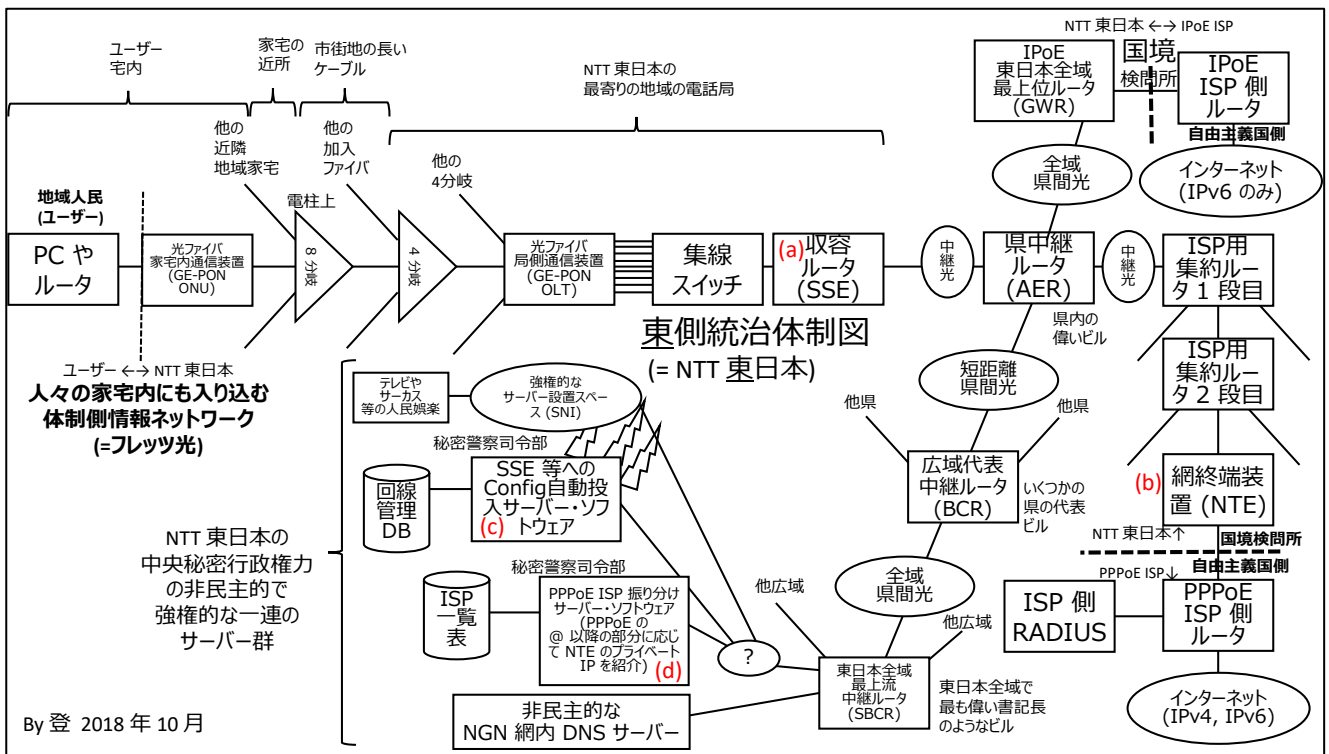 ユーザー
宅内
家宅の
近所
市街地の長い
ケーブル
NTT 東日本の
最寄りの地域の電話局
NTT 東日本 ←→ IPoE ISP
国境
検問所
IPoE
東日本全域
最上位ルータ
(GWR)
IPoE
ISP 側
ルータ
自由主義国側
インターネット
(IPv6 のみ)
全域
県間光
他の
近隣
地域家宅
他の
加入
ファイバ
他の
4分岐
地域人民
(ユーザー)
電柱上
PC や
ルータ
光ファイバ
家宅内通信装置
(GE-PON
ONU)
8 分岐
4 分岐
光ファイバ
局側通信装置
(GE-PON
OLT)
集線
スイッチ
(a) 収容
ルータ
(SSE)
中継光
県中継
ルータ
(AER)
中継光
ISP用
集約ルー
タ 1 段目
県内の
偉いビル
ユーザー ←→ NTT 東日本
人々の家宅内にも入り込む
体制側情報ネットワーク
(=フレッツ光)
東側統治体制図
(= NTT 東日本)
テレビや
サーカス
等の人民娯楽
強権的な
サーバー設置スペー
ス (SNI)
短距離
県間光
ISP用
集約ルー
タ 2 段目
他県
他県
秘密警察司令部
回線
管理
DB
SSE 等への
Config自動投
入サーバー・ソフ
(c) トウェア
広域代表
中継ルータ
(BCR)
いくつかの
県の代表
ビル
(b) 網終端装
置 (NTE)
NTT 東日本↑
国境検問所
自由主義国側
PPPoE ISP↓
NTT 東日本の
中央秘密行政権力
の非民主的で
強権的な一連の
サーバー群
秘密警察司令部
ISP
一覧
表
PPPoE ISP 振り分け
サーバー・ソフトウェア
(PPPoE の
@ 以降の部分に応じ
て NTE のプライベート
IP を紹介) (d)
全域
県間光
他広域
他広域
ISP 側
RADIUS
PPPoE
ISP 側
ルータ
?
東日本全域
最上流
中継ルータ
(SBCR)
東日本全域で
最も偉い書記長
のようなビル
インターネット
(IPv4, IPv6)
非民主的な
NGN 網内 DNS サーバー
By 登 2018 年 10 月